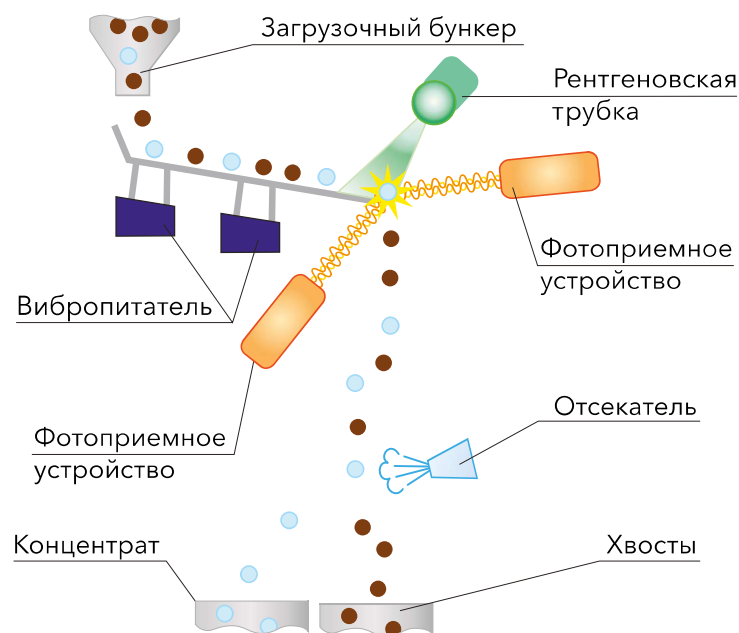 Загрузочный бункер
Рентгеновская
трубка
Фотоприемное
устройство
Вибропитатель
Отсекатель
Фотоприемное
устройство
Концентрат
Хвосты